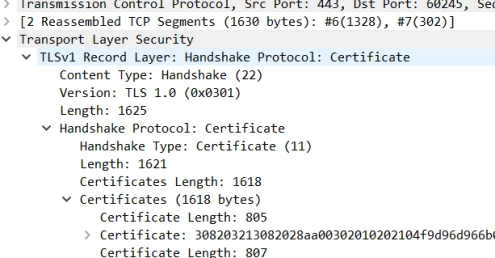 Transmission Control Protocol, Src Port: 443, Dst Port: 60245, Se
[2 Reassembled TCP Segments (1630 bytes): #6(1328), #7(302)]
Transport Layer Security
TLSv1 Record Layer: Handshake Protocol: Certificate
Content Type: Handshake (22)
Version: TLS 1.0 (0x0301)
Length: 1625
Handshake Protocol: Certificate
Handshake Type: Certificate (11)
Length: 1621
Certificates Length: 1618
Certificates (1618 bytes)
Certificate Length: 805
Certificate: 308203213082028aa00302010202104f9d96d966b
Certificate Length: 807